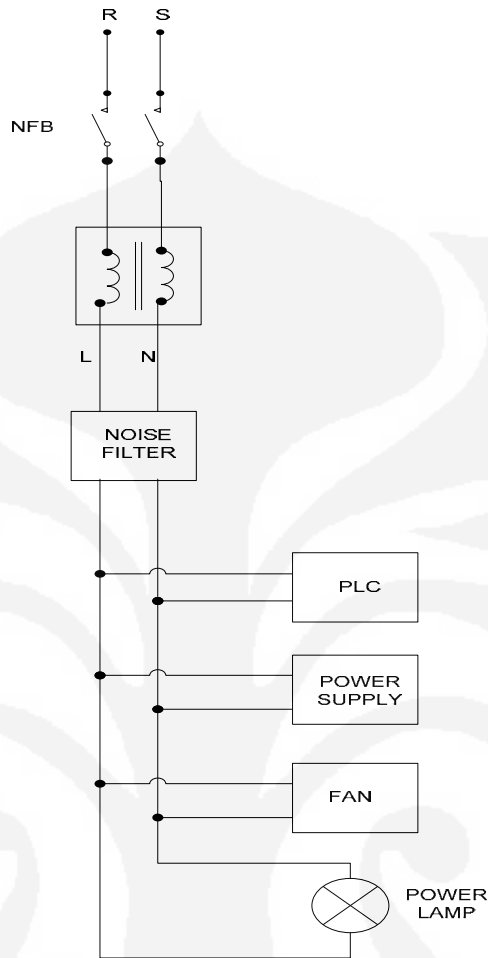 R S
NFB
L N
NOISE
FILTER
PLC
POWER
SUPPLY
FAN
POWER
LAMP